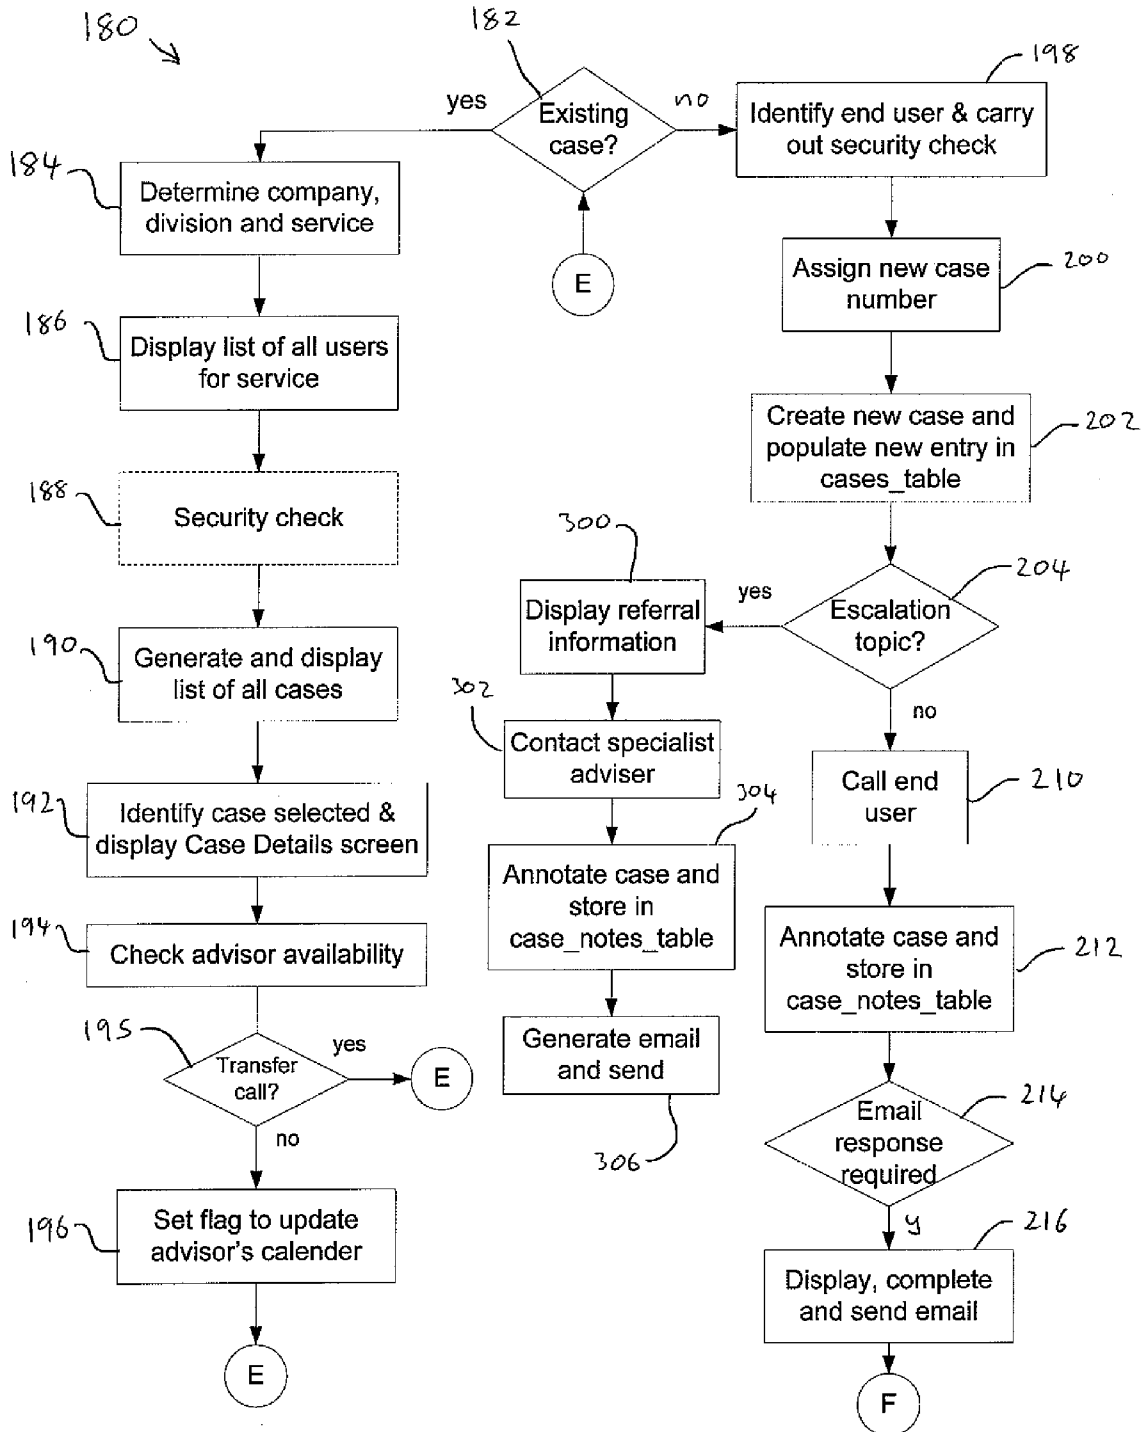 180
182
Existing
case?
yes
no
198
Identify end user & carry
out security check
184
Determine company,
division and service
E
Assign new case
number
200
186
Display list of all users
for service
Create new case and
populate new entry in
cases_table
202
188
Security check
300
Display referral
information
yes
Escalation
topic?
204
no
190
Generate and display
list of all cases
302
Contact specialist
adviser
Call end
user
210
192
Identify case selected &
display Case Details screen
304
Annotate case and
store in
case_notes_table
194
Check advisor availability
Annotate case and
store in
case_notes_table
212
195
Transfer
call?
yes
E
no
Generate email
and send
306
Email
response
required
214
y
196
Set flag to update
advisor's calender
216
Display, complete
and send email
E
F